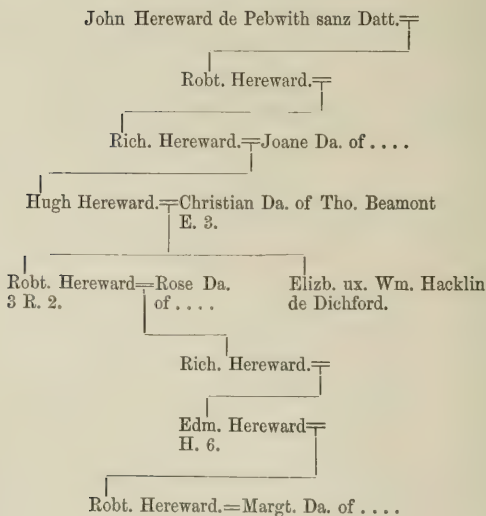 John Hereward de Pebwith sanz Datt.=
Robt. Hereward.=
Rich. Hereward.=Joane Da. of . . . .
Hugh Hereward.=Christian Da. of Tho. Beamont
E. 3.
Robt. Hereward=Rose Da. Elizb. ux. Wm. Hacklin
3 R. 2. of . . . . de Dichford.
Rich. Hereward.=
Edm. Hereward=
H. 6.
Robt. Hereward.=Margt. Da. of . . . .